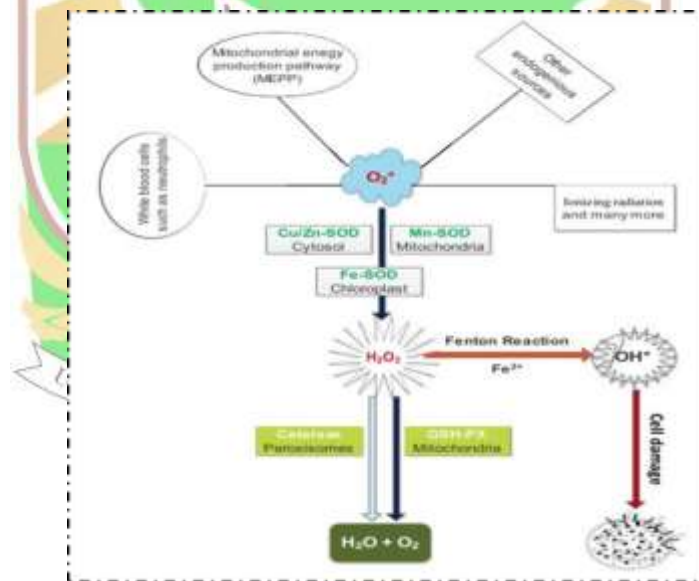 Mitochondrial enegy
production pathway
(MEPP)
Other
endogenous
sources
White blood cells
such as neutrophils
O₂•
Ionizing radiation
and many more
Cu/Zn-SOD
Cytosol
Mn-SOD
Mitochondria
Fe-SOD
Chloroplast
H₂O₂
Fenton Reaction
Fe²⁺
OH•
Catalase
Peroxisomes
GSH-PX
Mitochondria
Cell damage
H₂O + O₂